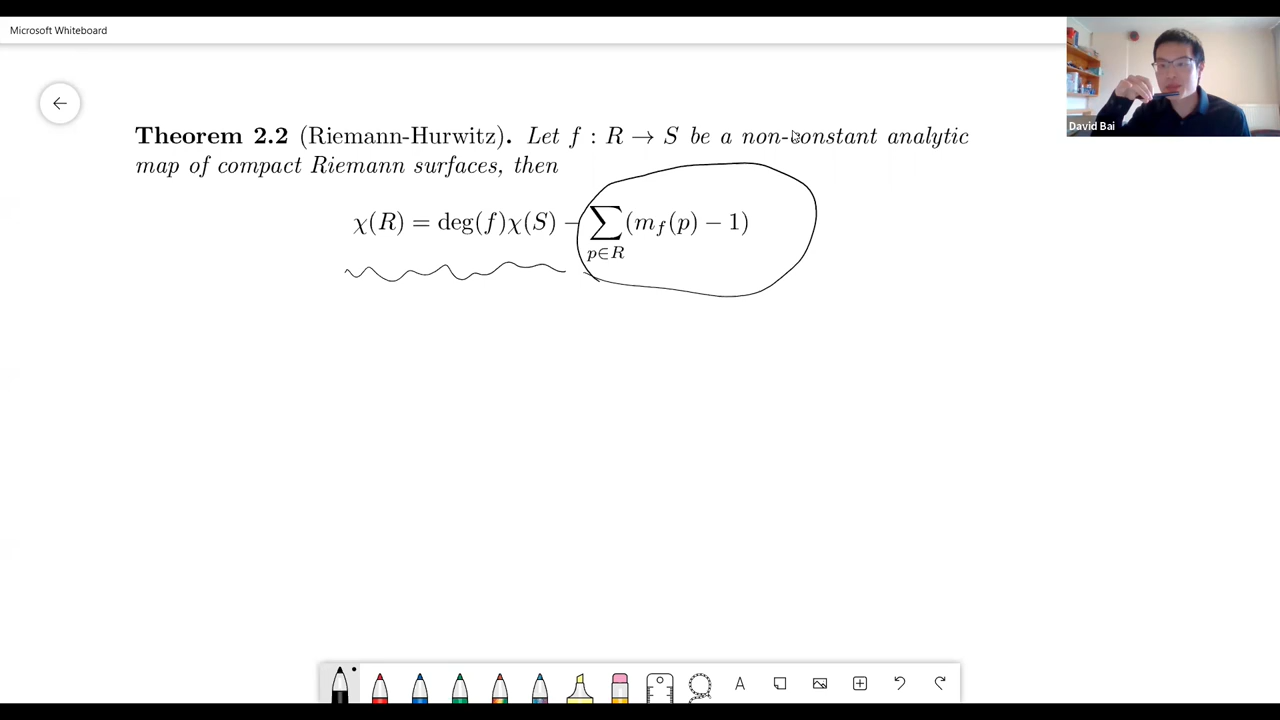 Microsoft Whiteboard
David Bai
Theorem 2.2 (Riemann-Hurwitz). Let f : R → S be a non-constant analytic
map of compact Riemann surfaces, then
χ(R) = deg(f)χ(S) − ∑(m_f(p) − 1)
p∈R
A